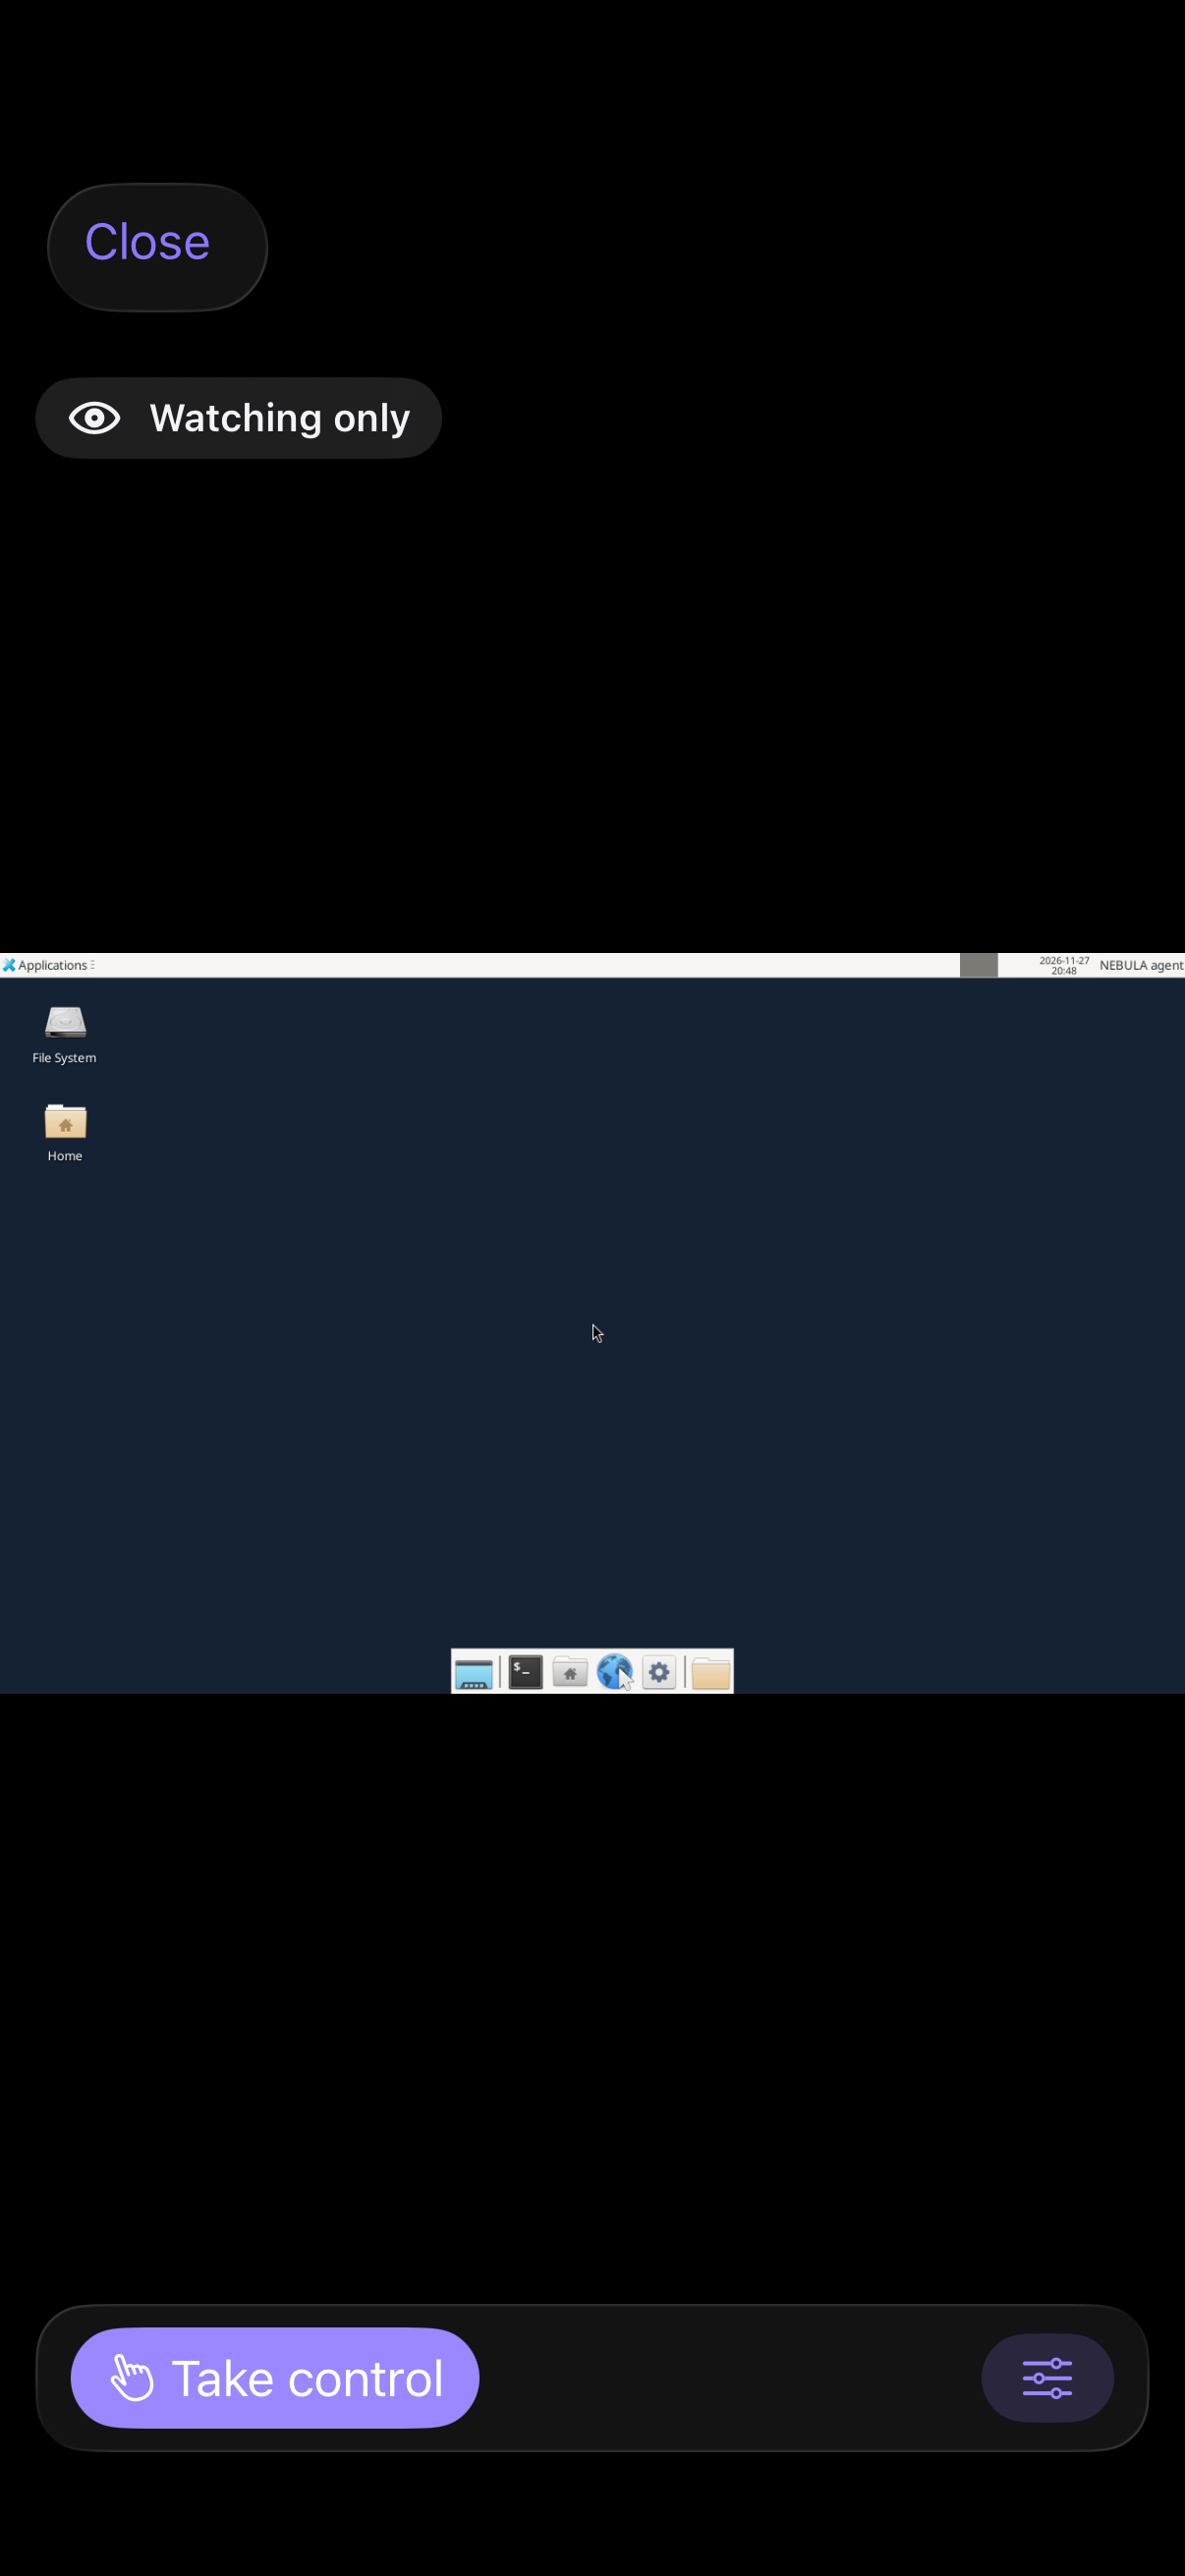 Close
Watching only
Applications
2026-11-27
20:48
NEBULA agent
File System
Home
$_
Take control